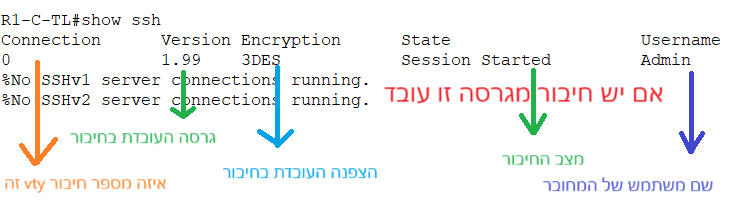 R1-C-TL#show ssh
Connection Version Encryption State Username
0 1.99 3DES Session Started Admin
%No SSHv1 server connections running.
%No SSHv2 server connections running.
אם יש חיבור מגרסה זו עובד
גרסה העובדת בחיבור
מצב החיבור
הצפנה העובדת בחיבור
איזה מספר חיבור vty זה
שם משתמש של המחובר